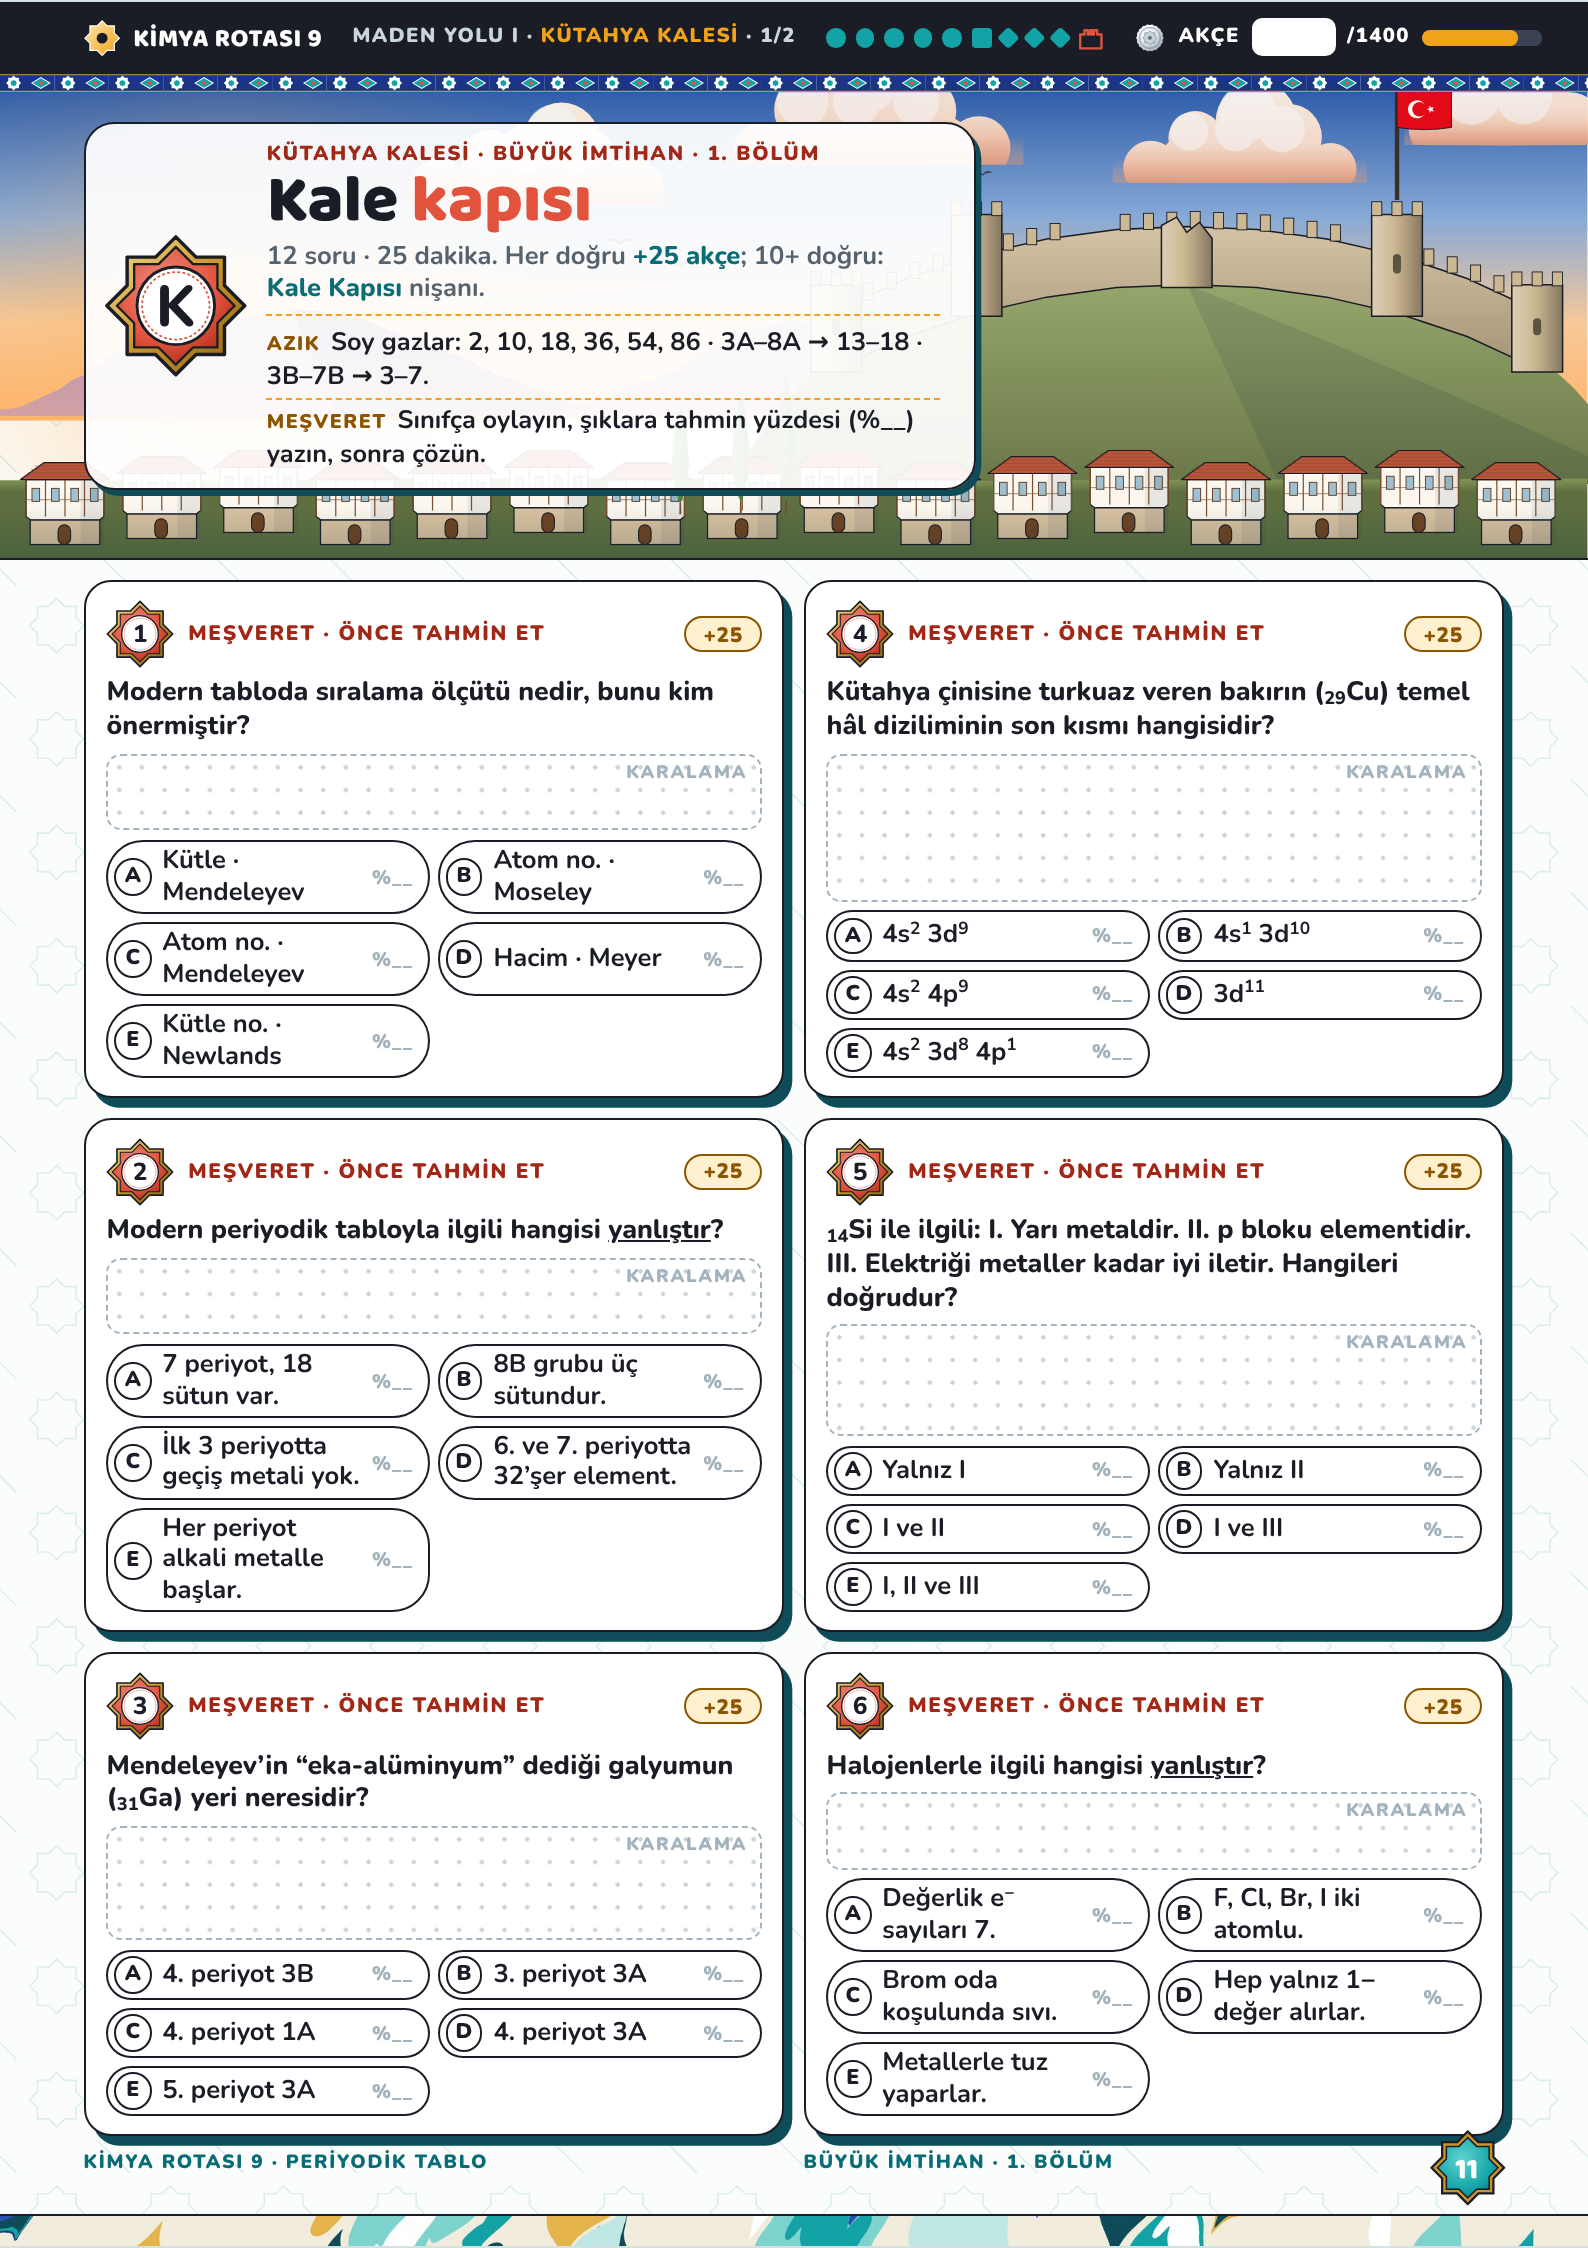 KİMYA ROTASI 9 MADEN YOLU I · KÜTAHYA KALESİ · 1/2 AKÇE /1400
KÜTAHYA KALESİ · BÜYÜK İMTİHAN · 1. BÖLÜM
Kale kapısı
12 soru · 25 dakika. Her doğru +25 akçe; 10+ doğru:
Kale Kapısı nişanı.
K
AZIK Soy gazlar: 2, 10, 18, 36, 54, 86 · 3A–8A → 13–18 ·
3B–7B → 3–7.
MEŞVERET Sınıfça oylayın, şıklara tahmin yüzdesi (%__)
yazın, sonra çözün.
1 MEŞVERET · ÖNCE TAHMİN ET +25
Modern tabloda sıralama ölçütü nedir, bunu kim
önermiştir?
KARALAMA
A Kütle ·
Mendeleyev %__
B Atom no. ·
Moseley %__
C Atom no. ·
Mendeleyev %__
D Hacim · Meyer %__
E Kütle no. ·
Newlands %__
2 MEŞVERET · ÖNCE TAHMİN ET +25
Modern periyodik tabloyla ilgili hangisi yanlıştır?
KARALAMA
A 7 periyot, 18
sütun var. %__
B 8B grubu üç
sütundur. %__
C İlk 3 periyotta
geçiş metali yok. %__
D 6. ve 7. periyotta
32’şer element. %__
E Her periyot
alkali metalle
başlar. %__
3 MEŞVERET · ÖNCE TAHMİN ET +25
Mendeleyev’in “eka-alüminyum” dediği galyumun
(₃₁Ga) yeri neresidir?
KARALAMA
A 4. periyot 3B %__
B 3. periyot 3A %__
C 4. periyot 1A %__
D 4. periyot 3A %__
E 5. periyot 3A %__
4 MEŞVERET · ÖNCE TAHMİN ET +25
Kütahya çinisine turkuaz veren bakırın (₂₉Cu) temel
hâl diziliminin son kısmı hangisidir?
KARALAMA
A 4s² 3d⁹ %__
B 4s¹ 3d¹⁰ %__
C 4s² 4p⁹ %__
D 3d¹¹ %__
E 4s² 3d⁸ 4p¹ %__
5 MEŞVERET · ÖNCE TAHMİN ET +25
₁₄Si ile ilgili: I. Yarı metaldir. II. p bloku elementidir.
III. Elektriği metaller kadar iyi iletir. Hangileri
doğrudur?
KARALAMA
A Yalnız I %__
B Yalnız II %__
C I ve II %__
D I ve III %__
E I, II ve III %__
6 MEŞVERET · ÖNCE TAHMİN ET +25
Halojenlerle ilgili hangisi yanlıştır?
KARALAMA
A Değerlik e⁻
sayıları 7. %__
B F, Cl, Br, I iki
atomlu. %__
C Brom oda
koşulunda sıvı. %__
D Hep yalnız 1−
değer alırlar. %__
E Metallerle tuz
yaparlar. %__
KİMYA ROTASI 9 · PERİYODİK TABLO
BÜYÜK İMTİHAN · 1. BÖLÜM
11